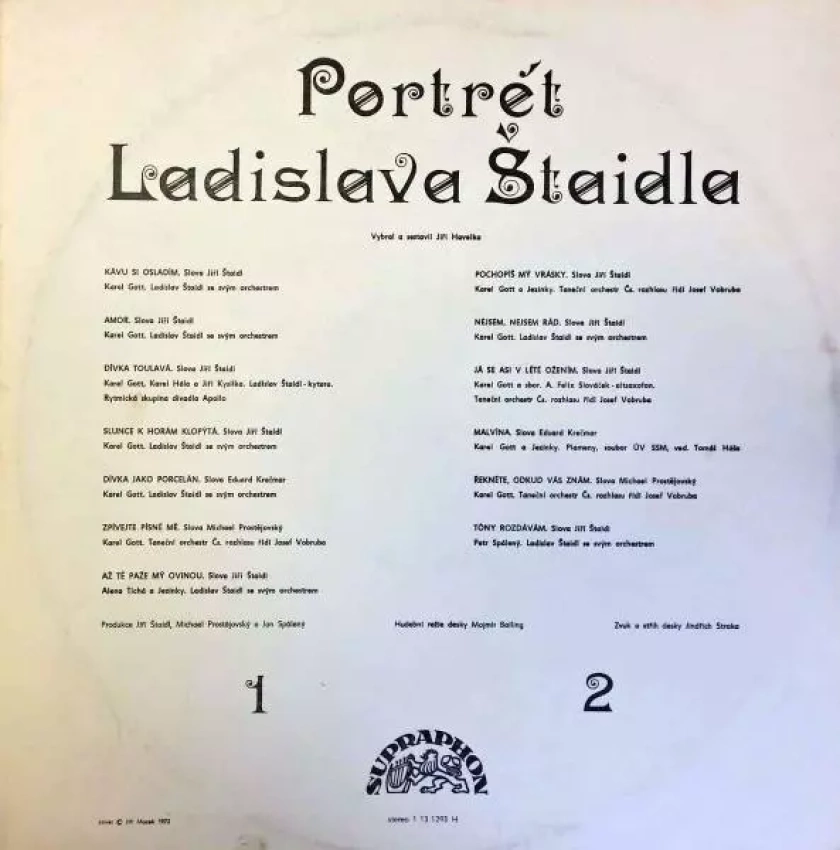 Portrét
Ladislava Štaidla
Vybral a sestavil Jiří Havelka
KÁVU SI OSLADÍM. Slova Jiří Štaidl
Karel Gott. Ladislav Štaidl se svým orchestrem
AMOR. Slova Jiří Štaidl
Karel Gott. Ladislav Štaidl se svým orchestrem
DÍVKA TOULAVÁ. Slova Jiří Štaidl
Karel Gott, Karel Hála a Jiří Kysilka. Ladislav Štaidl - kytara.
Rytmická skupina divadla Apollo
SLUNCE K HORÁM KLOPÝTÁ. Slova Jiří Štaidl
Karel Gott. Ladislav Štaidl se svým orchestrem
DÍVKA JAKO PORCELÁN. Slova Eduard Krečmar
Karel Gott. Ladislav Štaidl se svým orchestrem
ZPÍVEJTE PÍSNĚ MÉ. Slova Michael Prostějovský
Karel Gott. Taneční orchestr Čs. rozhlasu řídí Josef Vobruba
AŽ TĚ PAŽE MÝ OVINOU. Slova Jiří Štaidl
Alena Tichá a Jezinky. Ladislav Štaidl se svým orchestrem
POCHOPÍŠ MÝ VRÁSKY. Slova Jiří Štaidl
Karel Gott a Jezinky. Taneční orchestr Čs. rozhlasu řídí Josef Vobruba
NEJSEM, NEJSEM RÁD. Slova Jiří Štaidl
Karel Gott. Ladislav Štaidl se svým orchestrem
JÁ SE ASI V LÉTĚ OŽENÍM. Slova Jiří Štaidl
Karel Gott a sbor. A. Felix Slováček - altsaxofon.
Taneční orchestr Čs. rozhlasu řídí Josef Vobruba
MALVÍNA. Slova Eduard Krečmar
Karel Gott a Jezinky. Plameny, soubor ÚV SSM, ved. Tomáš Hála
ŘEKNĚTE, ODKUD VÁS ZNÁM. Slova Michael Prostějovský
Karel Gott. Taneční orchestr Čs. rozhlasu řídí Josef Vobruba
TÓNY ROZDÁVÁM. Slova Jiří Štaidl
Petr Spálený. Ladislav Štaidl se svým orchestrem
Produkce Jiří Štaidl, Michael Prostějovský a Jan Spálený
Hudební režie desky Mojmír Balling
Zvuk a střih desky Jindřich Straka
1
2
SUPRAPHON
cover © Jiří 1972
stereo 1 13 1293 H